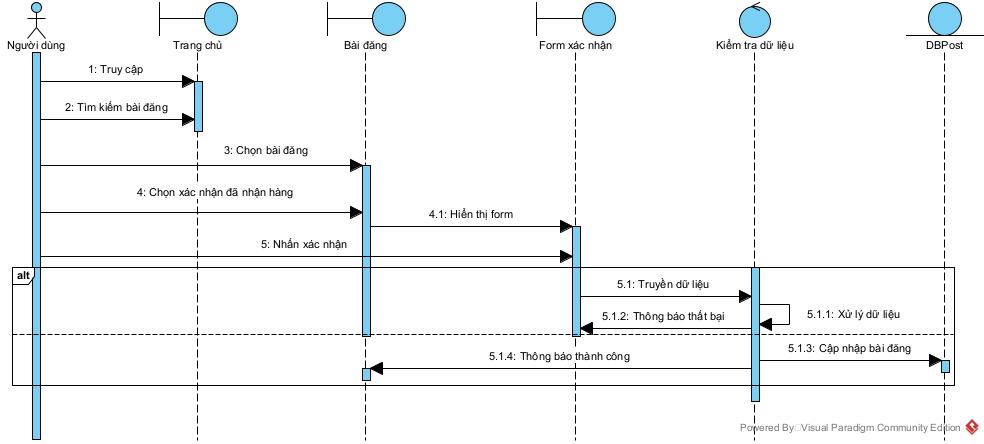 Người dùng
Trang chủ
Bài đăng
Form xác nhận
Kiểm tra dữ liệu
DBPost
1: Truy cập
2: Tìm kiếm bài đăng
3: Chọn bài đăng
4: Chọn xác nhận đã nhận hàng
4.1: Hiển thị form
5: Nhấn xác nhận
alt
5.1: Truyền dữ liệu
5.1.1: Xử lý dữ liệu
5.1.2: Thông báo thất bại
5.1.3: Cập nhập bài đăng
5.1.4: Thông báo thành công
Powered By Visual Paradigm Community Edition